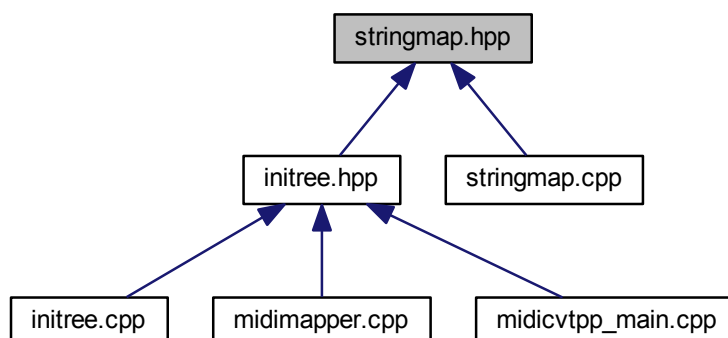 stringmap.hpp
initree.hpp
stringmap.cpp
initree.cpp
midimapper.cpp
midicvtpp_main.cpp